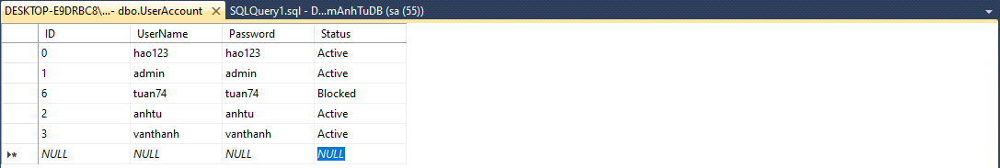 DESKTOP-E9DRBC8\...- dbo.UserAccount SQLQuery1.sql - D...mAnhTuDB (sa (55))
ID UserName Password Status
0 hao123 hao123 Active
1 admin admin Active
6 tuan74 tuan74 Blocked
2 anhtu anhtu Active
3 vanthanh vanthanh Active
NULL NULL NULL NULL